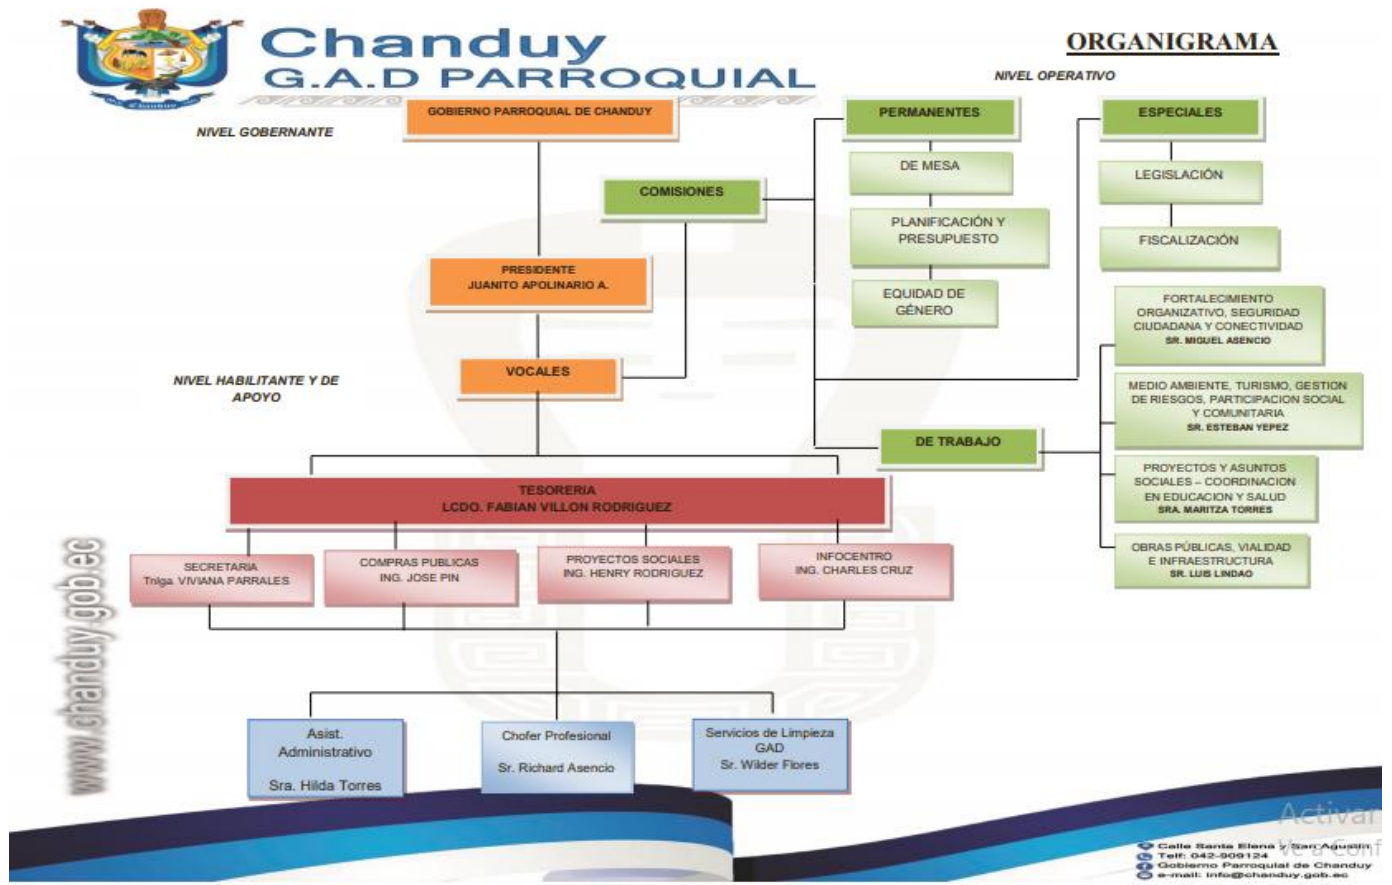 Chanduy
G.A.D PARROQUIAL
Chanduy
ORGANIGRAMA
NIVEL OPERATIVO
NIVEL GOBERNANTE
GOBIERNO PARROQUIAL DE CHANDUY
PERMANENTES
ESPECIALES
COMISIONES
DE MESA
LEGISLACIÓN
PLANIFICACIÓN Y
PRESUPUESTO
FISCALIZACIÓN
PRESIDENTE
JUANITO APOLINARIO A.
EQUIDAD DE
GÉNERO
FORTALECIMIENTO
ORGANIZATIVO, SEGURIDAD
CIUDADANA Y CONECTIVIDAD
SR. MIGUEL ASENCIO
VOCALES
NIVEL HABILITANTE Y DE
APOYO
MEDIO AMBIENTE, TURISMO, GESTION
DE RIESGOS, PARTICIPACION SOCIAL
Y COMUNITARIA
SR. ESTEBAN YEPEZ
DE TRABAJO
PROYECTOS Y ASUNTOS
SOCIALES – COORDINACION
EN EDUCACION Y SALUD
SRA. MARITZA TORRES
TESORERIA
LCDO. FABIAN VILLON RODRIGUEZ
OBRAS PÚBLICAS, VIALIDAD
E INFRAESTRUCTURA
SR. LUIS LINDAO
SECRETARIA
Tnlga. VIVIANA PARRALES
COMPRAS PUBLICAS
ING. JOSE PIN
PROYECTOS SOCIALES
ING. HENRY RODRIGUEZ
INFOCENTRO
ING. CHARLES CRUZ
www.chanduy.gob.ec
Asist.
Administrativo
Sra. Hilda Torres
Chofer Profesional
Sr. Richard Asencio
Servicios de Limpieza
GAD
Sr. Wilder Flores
Activar
Ve a Conf
Calle Santa Elena y San Agustin
Telf: 042-909124
Gobierno Parroquial de Chanduy
e-mail: info@chanduy.gob.ec